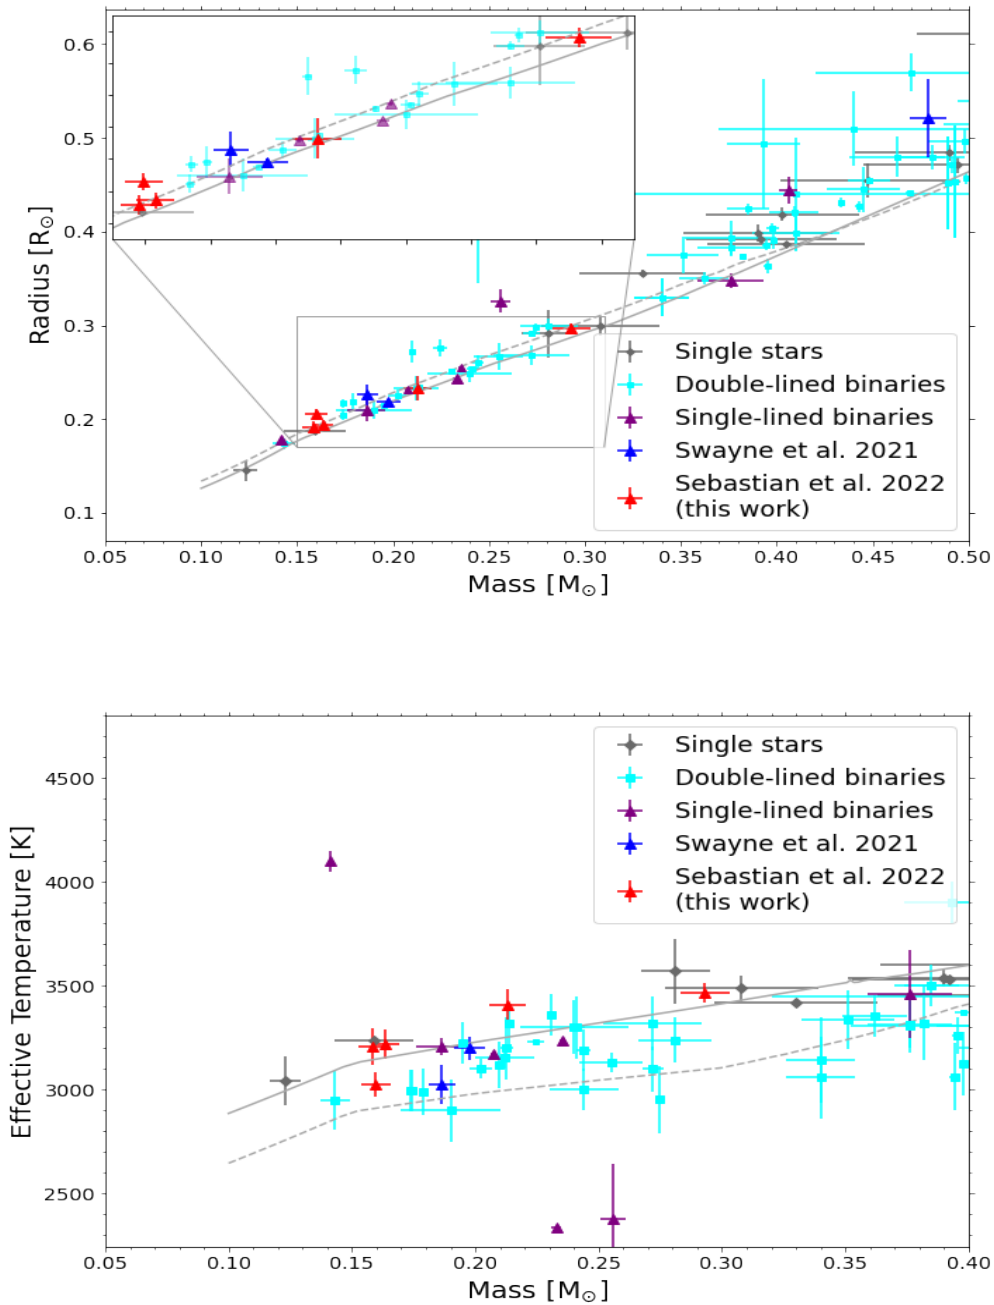 0.6
0.5
0.4
0.3
0.2
0.1
Radius [R☉]
Single stars
Double-lined binaries
Single-lined binaries
Swayne et al. 2021
Sebastian et al. 2022
(this work)
0.05 0.10 0.15 0.20 0.25 0.30 0.35 0.40 0.45 0.50
Mass [M☉]
4500
4000
3500
3000
2500
Effective Temperature [K]
Single stars
Double-lined binaries
Single-lined binaries
Swayne et al. 2021
Sebastian et al. 2022
(this work)
0.05 0.10 0.15 0.20 0.25 0.30 0.35 0.40
Mass [M☉]